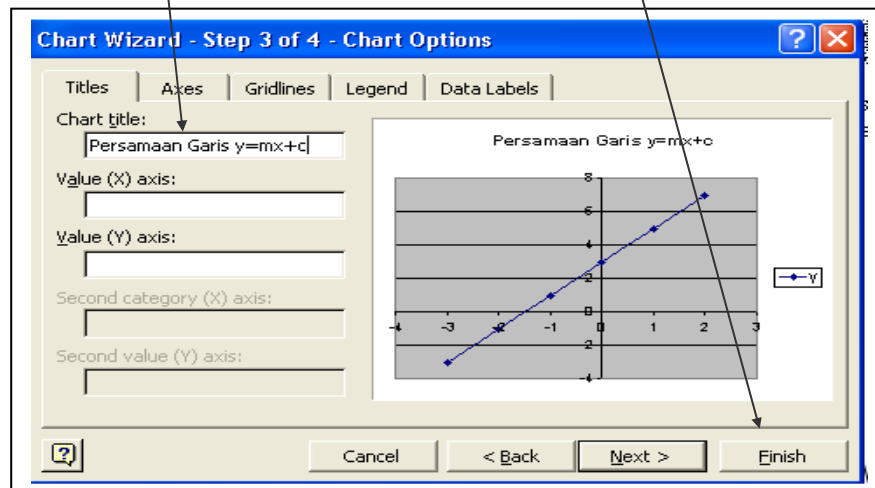 Chart Wizard - Step 3 of 4 - Chart Options
Titles Axes Gridlines Legend Data Labels
Chart title:
Persamaan Garis y=mx+c
Value (X) axis:
Value (Y) axis:
Second category (X) axis:
Second value (Y) axis:
Persamaan Garis y=mx+c
8
6
4
2
0
-4 -3 -2 -1 0 1 2 3
-2
-4
y
Cancel < Back Next > Finish